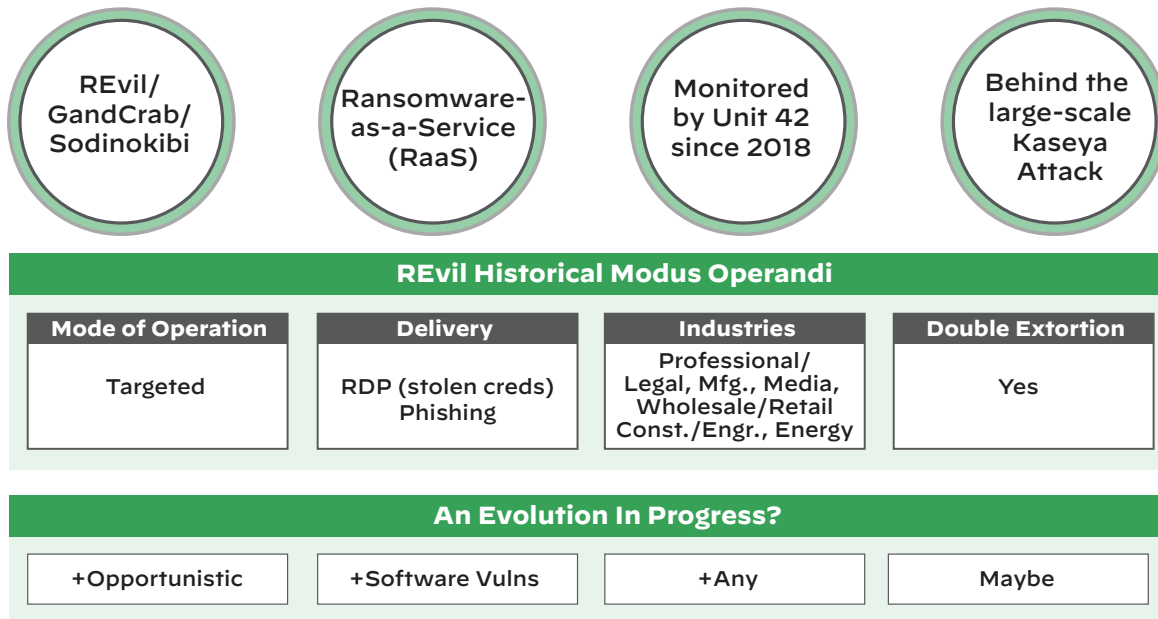 REvil/
GandCrab/
Sodinokibi
Ransomware-
as-a-Service
(RaaS)
Monitored
by Unit 42
since 2018
Behind the
large-scale
Kaseya
Attack
REvil Historical Modus Operandi
Mode of Operation
Targeted
Delivery
RDP (stolen creds)
Phishing
Industries
Professional/
Legal, Mfg., Media,
Wholesale/Retail
Const./Engr., Energy
Double Extortion
Yes
An Evolution In Progress?
+Opportunistic
+Software Vulns
+Any
Maybe